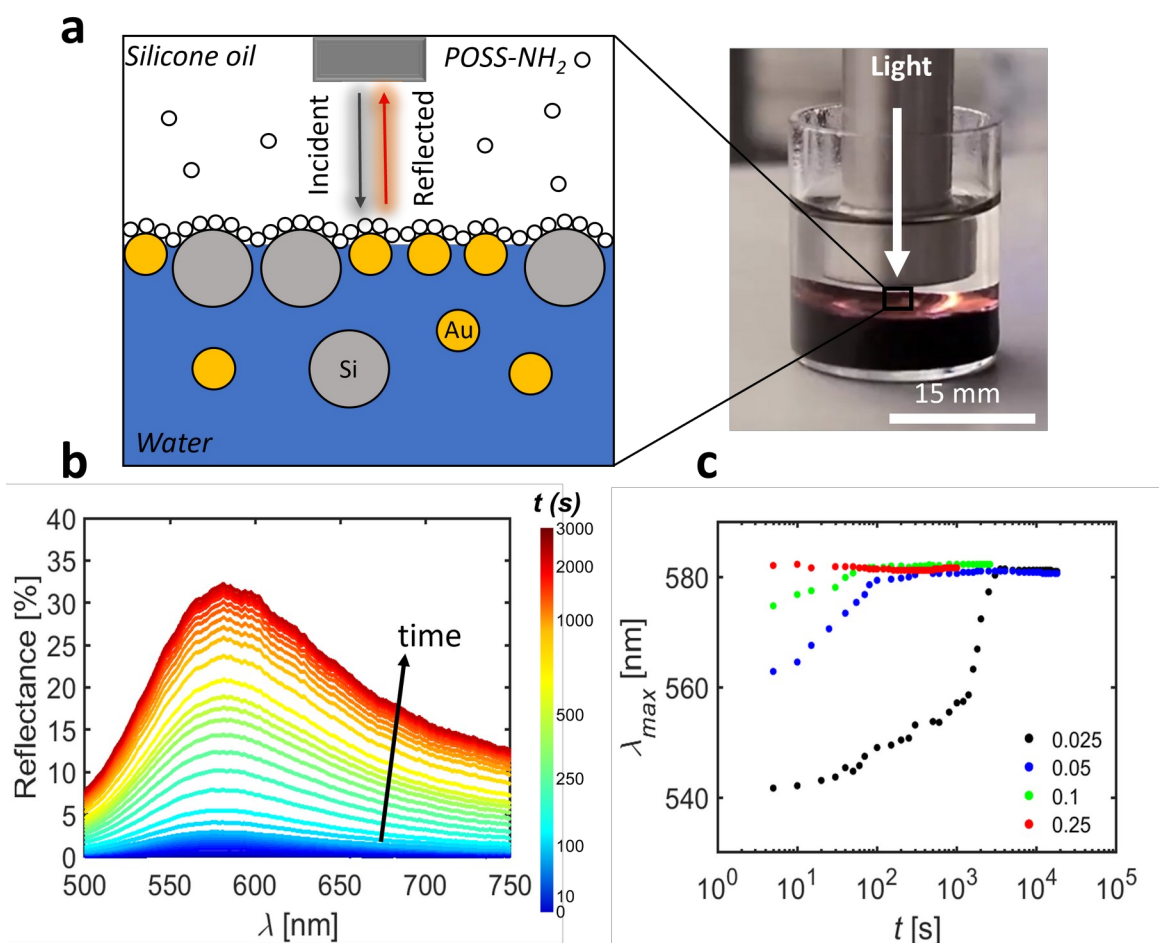 a
Silicone oil
POSS-NH2
Incident
Reflected
Au
Si
Water
Light
15 mm
b
t (s)
40
35
30
25
20
15
10
5
0
Reflectance [%]
500
550
600
650
700
750
λ [nm]
time
3000
2000
1000
500
250
100
10
0
c
580
560
540
λmax [nm]
0.025
0.05
0.1
0.25
10^0
10^1
10^2
10^3
10^4
10^5
t [s]